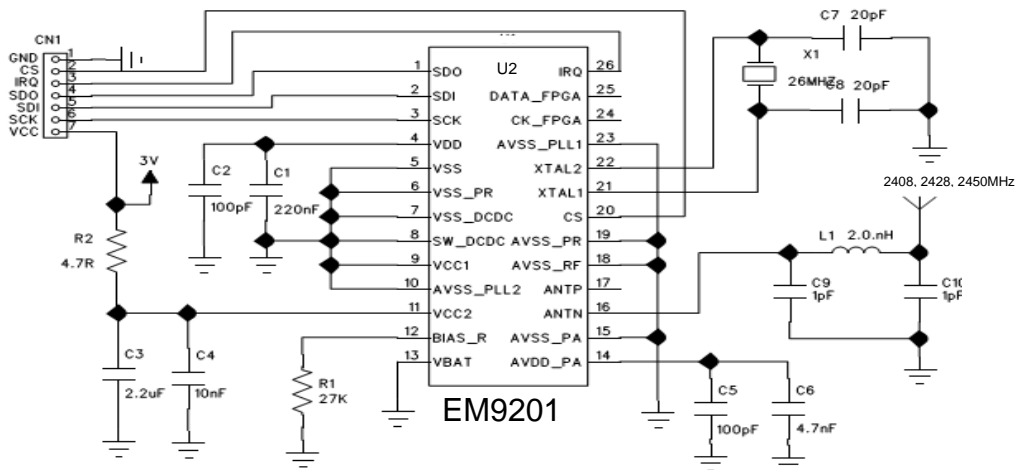 CN1
GND 1
CS 2
IRQ 3
SDO 4
SDI 5
SCK 6
VCC 7
3V
R2
4.7R
C2
100pF
C1
220nF
C3
2.2uF
C4
10nF
R1
27K
U2
1 SDO
2 SDI
3 SCK
4 VDD
5 VSS
6 VSS_PR
7 VSS_DCDC
8 SW_DCDC
9 VCC1
10 AVSS_PLL2
11 VCC2
12 BIAS_R
13 VBAT
IRQ 26
DATA_FPGA 25
CK_FPGA 24
AVSS_PLL1 23
XTAL2 22
XTAL1 21
CS 20
AVSS_PR 19
AVSS_RF 18
ANTP 17
ANTN 16
AVSS_PA 15
AVDD_PA 14
EM9201
C7 20pF
X1
26MHZ
C8 20pF
2408, 2428, 2450MHz
L1 2.0.nH
C9
1pF
C10
1pF
C5
100pF
C6
4.7nF